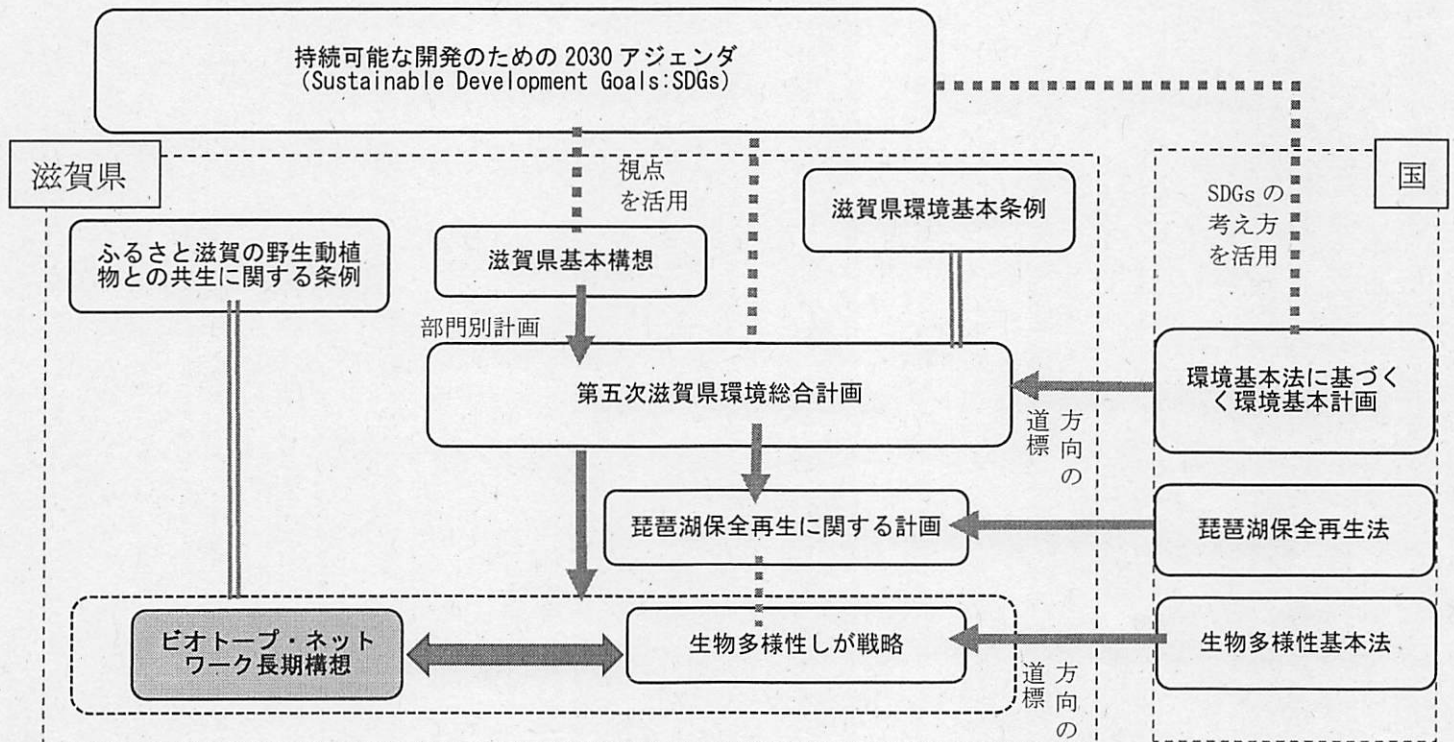 持続可能な開発のための 2030 アジェンダ
(Sustainable Development Goals:SDGs)
滋賀県
国
視点
を活用
滋賀県環境基本条例
SDGs の
考え方
を活用
ふるさと滋賀の野生動植
物との共生に関する条例
滋賀県基本構想
部門別計画
第五次滋賀県環境総合計画
環境基本法に基づく
く環境基本計画
方向の
道標
琵琶湖保全再生に関する計画
琵琶湖保全再生法
ビオトープ・ネット
ワーク長期構想
生物多様性しが戦略
生物多様性基本法
方向の
道標